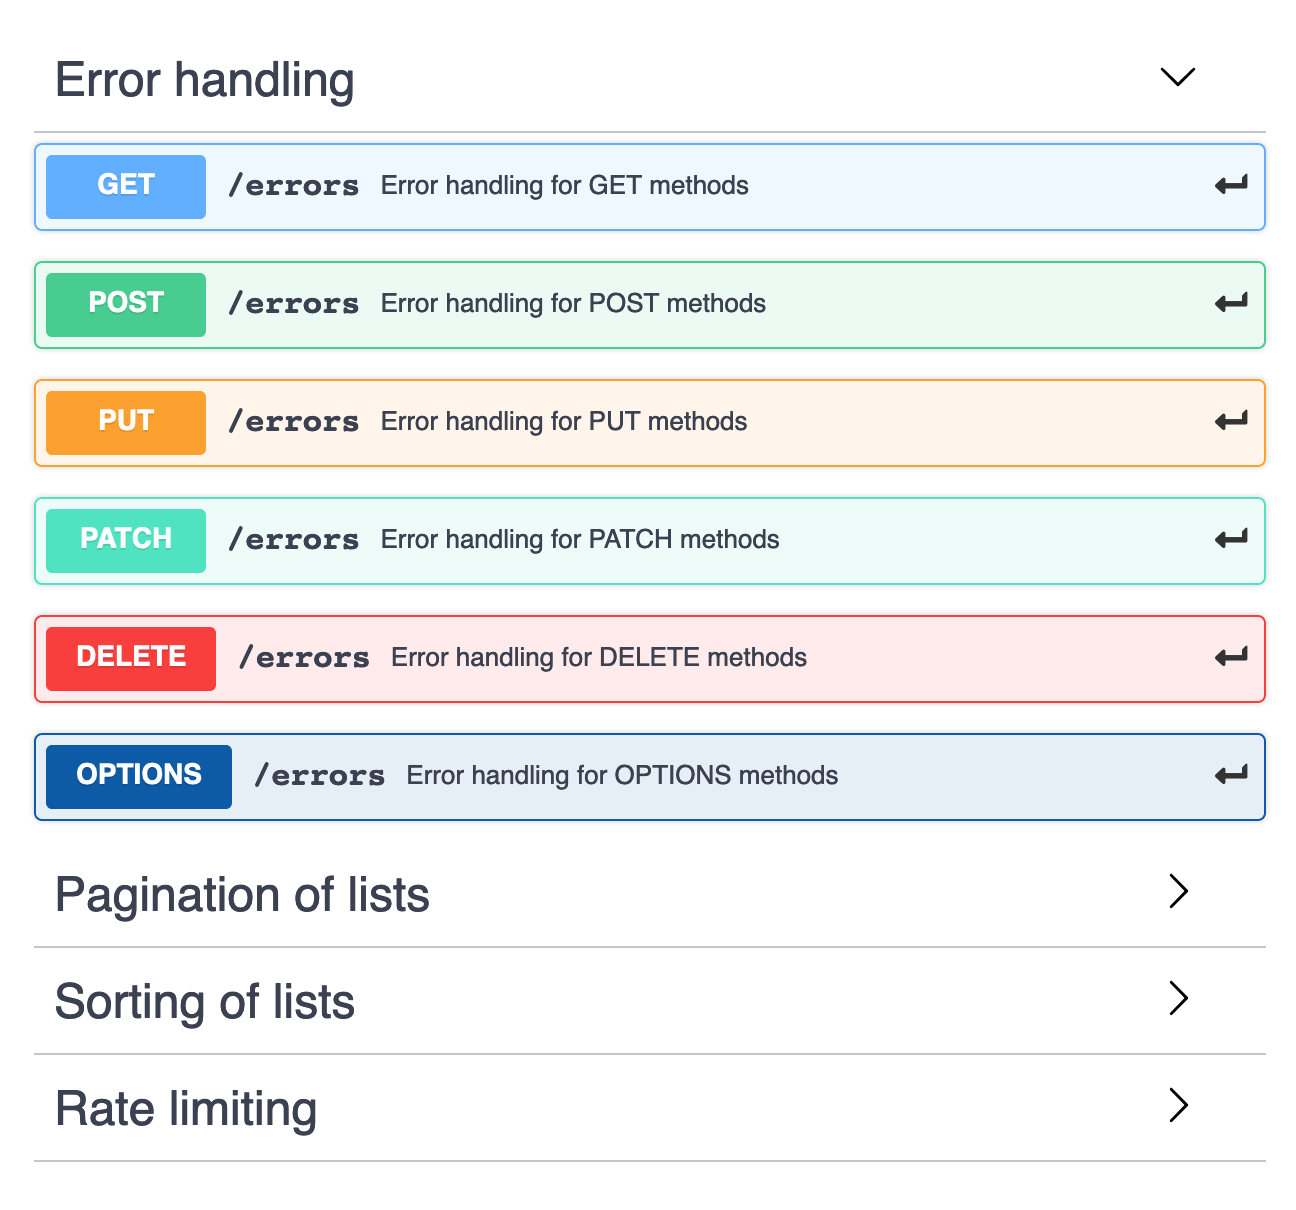 Error handling
GET /errors Error handling for GET methods
POST /errors Error handling for POST methods
PUT /errors Error handling for PUT methods
PATCH /errors Error handling for PATCH methods
DELETE /errors Error handling for DELETE methods
OPTIONS /errors Error handling for OPTIONS methods
Pagination of lists
Sorting of lists
Rate limiting